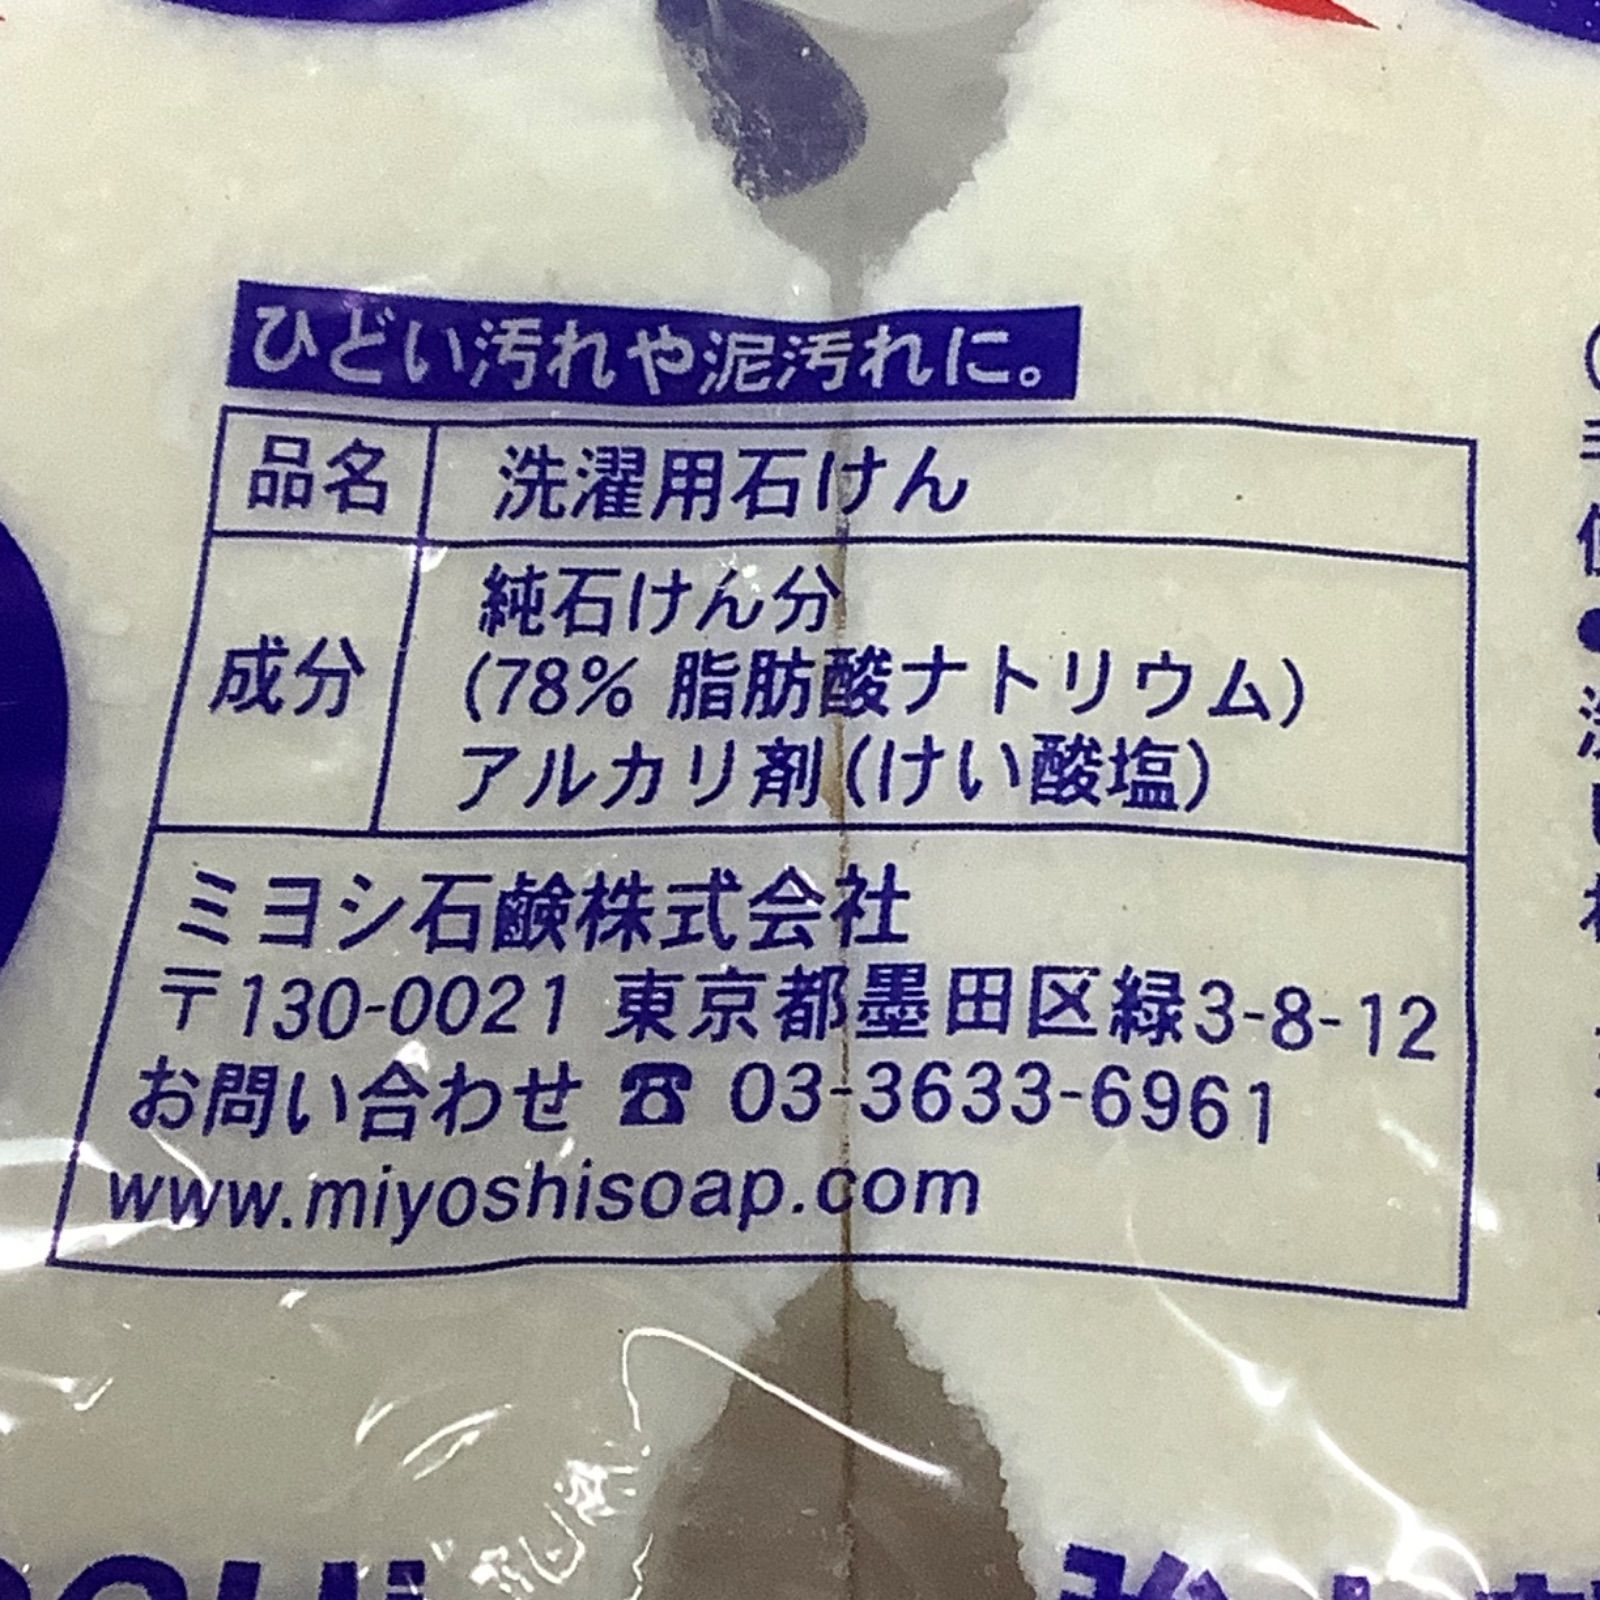 ひどい汚れや泥汚れに。
品名 洗濯用石けん
成分 純石けん分
(78% 脂肪酸ナトリウム)
アルカリ剤(けい酸塩)
ミヨシ石鹸株式会社
〒130-0021 東京都墨田区緑3-8-12
お問い合わせ ☎ 03-3633-6961
www.miyoshisoap.com